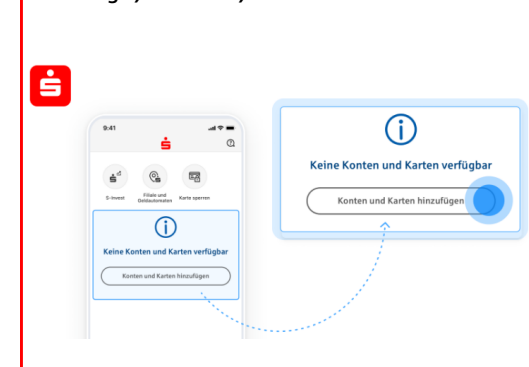 9:41
S-Invest
Filiale und
Geldautomaten
Karte sperren
Keine Konten und Karten verfügbar
Konten und Karten hinzufügen
Keine Konten und Karten verfügbar
Konten und Karten hinzufügen